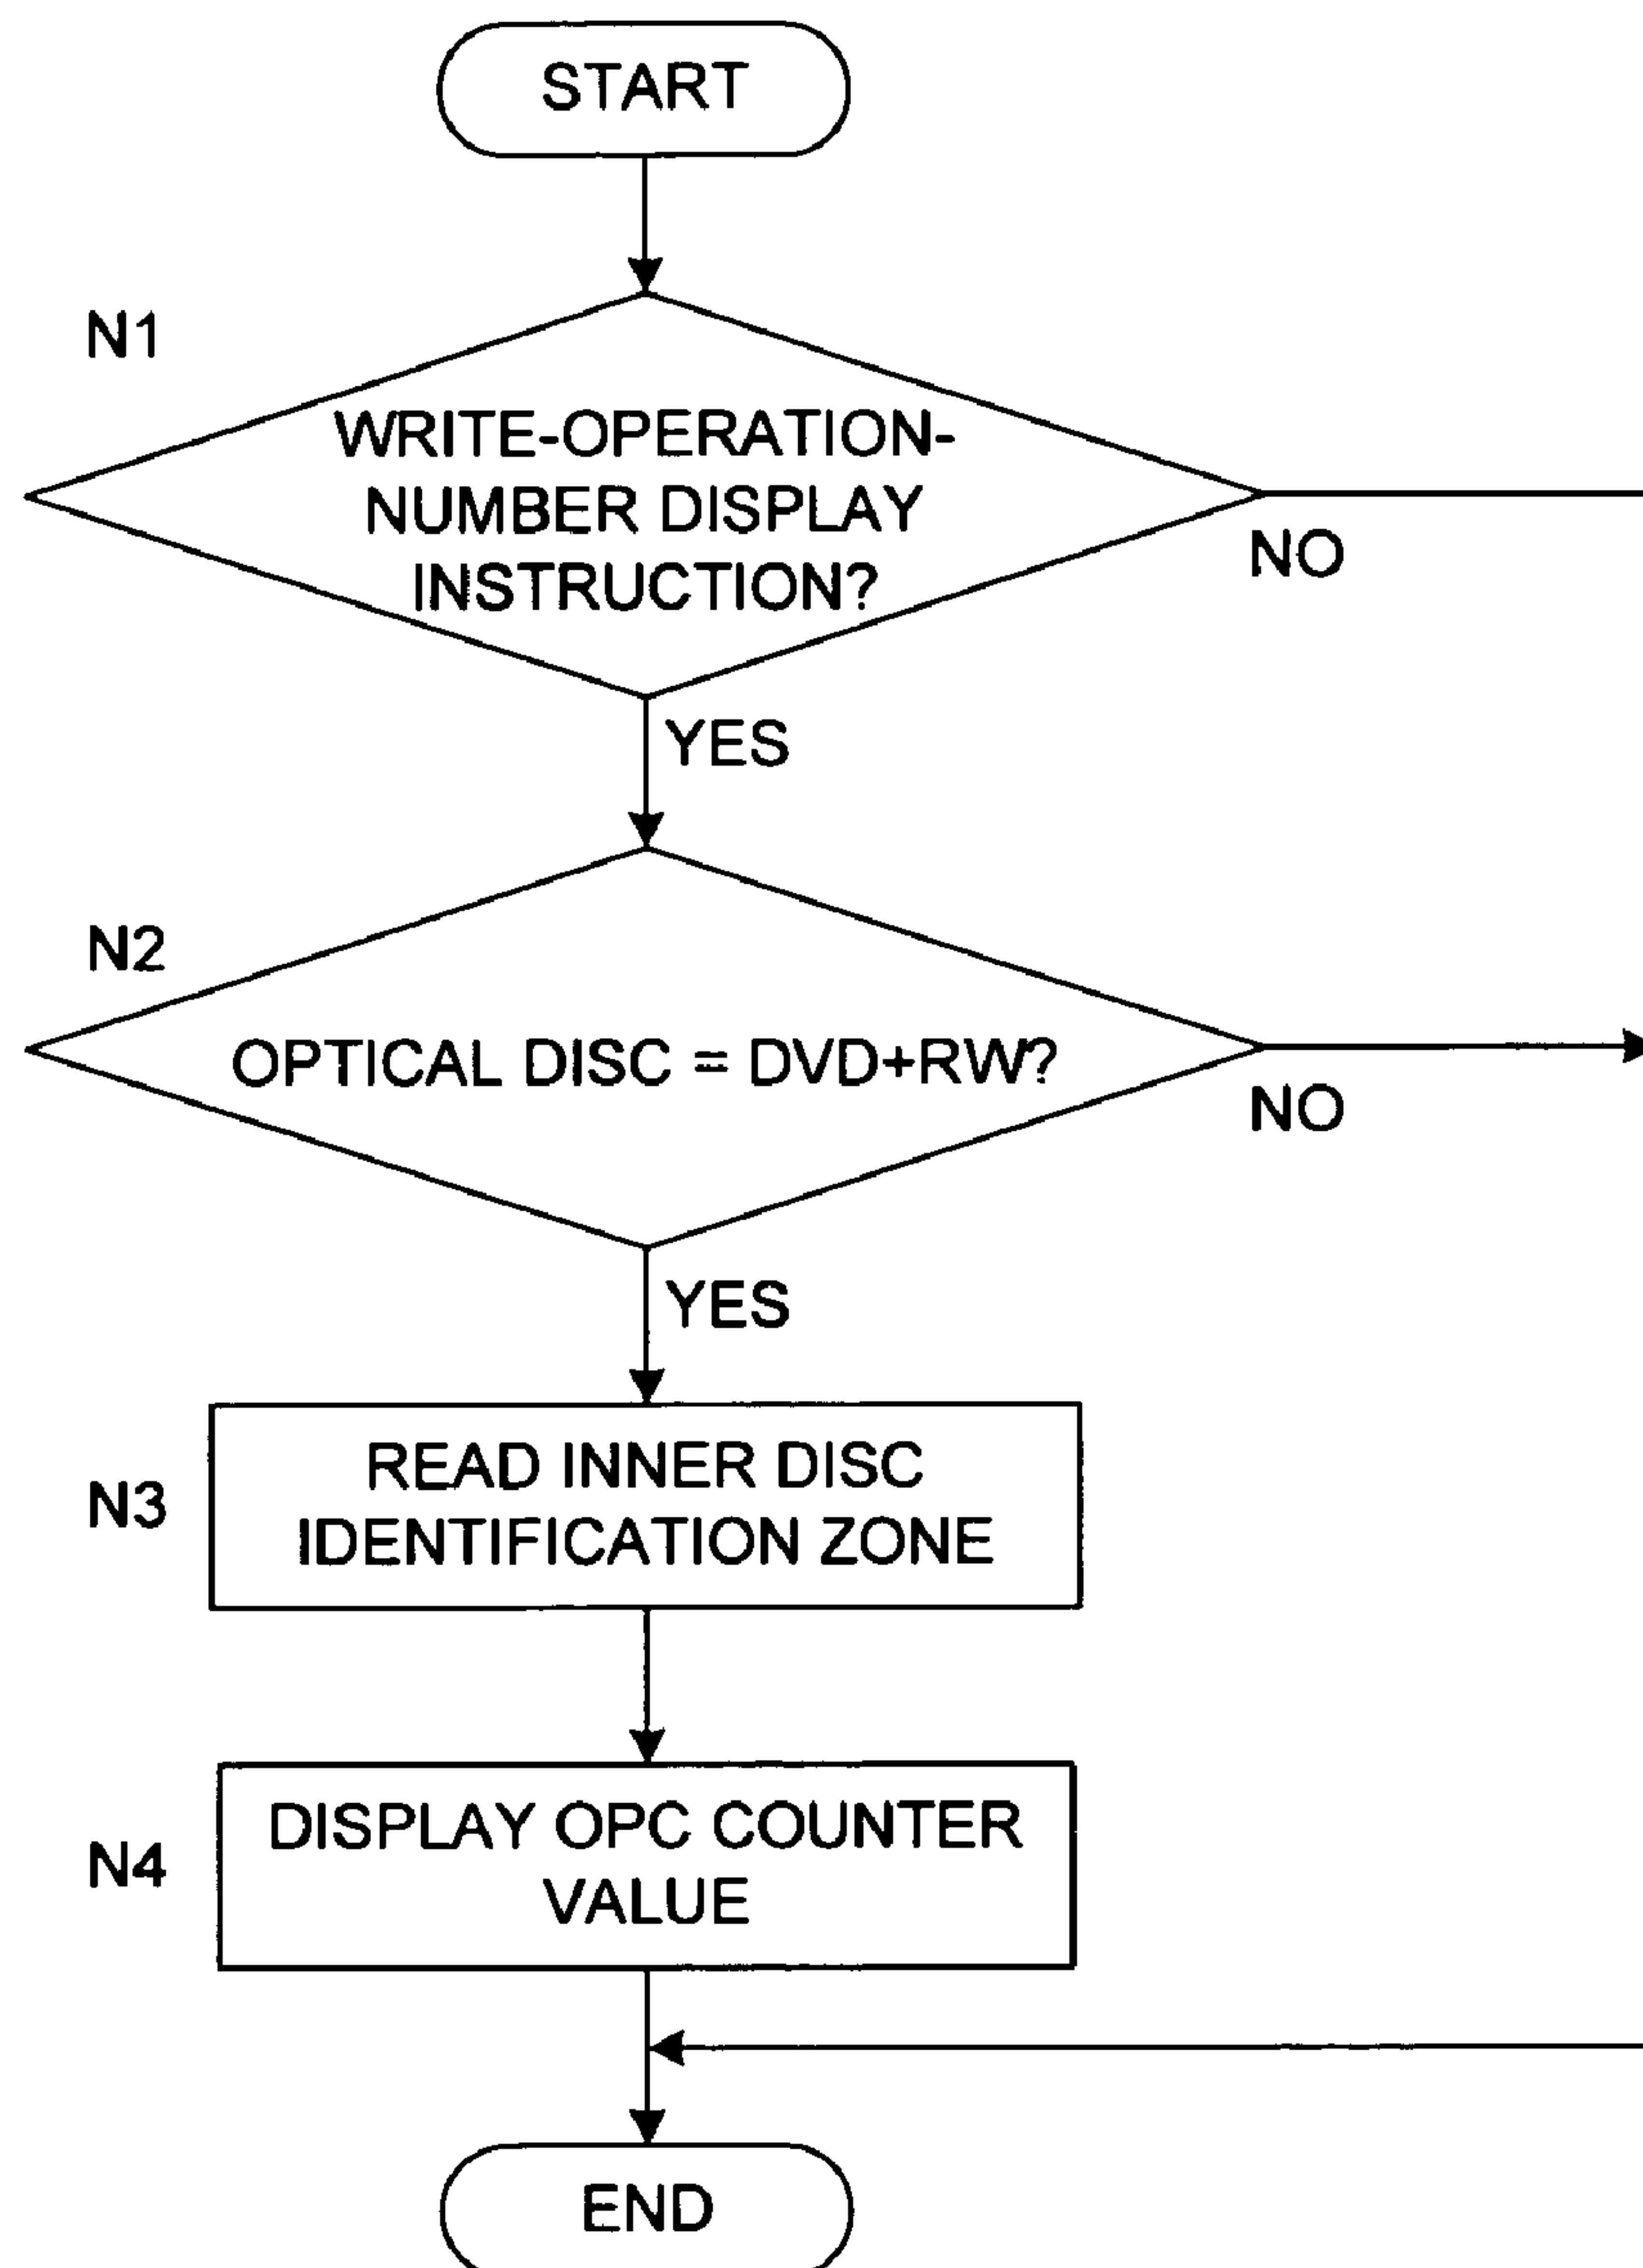 START
N1
WRITE-OPERATION-
NUMBER DISPLAY
INSTRUCTION?
NO
YES
N2
OPTICAL DISC = DVD+RW?
NO
YES
N3
READ INNER DISC
IDENTIFICATION ZONE
N4
DISPLAY OPC COUNTER
VALUE
END